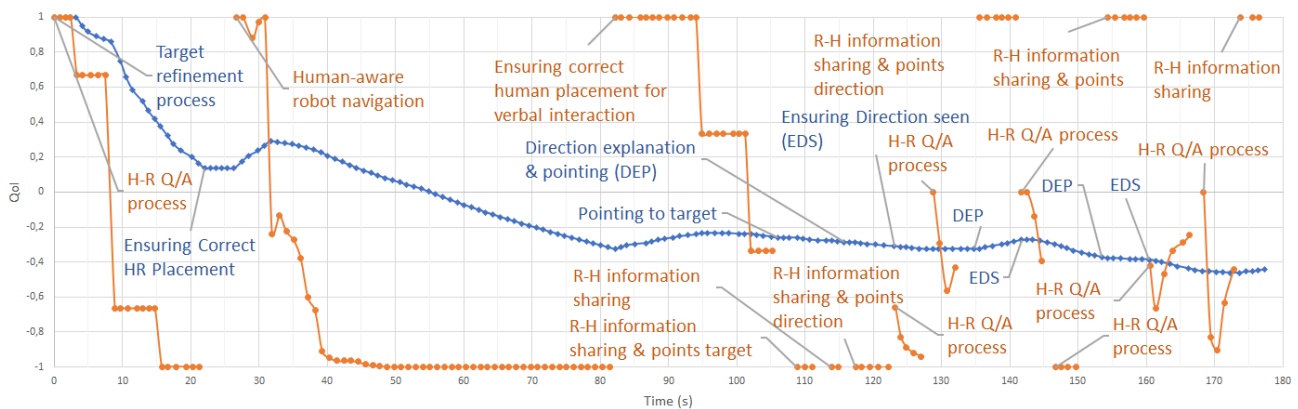 1
0,8
0,6
0,4
0,2
0
-0,2
-0,4
-0,6
-0,8
-1
QoI
Target
refinement
process
H-R Q/A
process
Ensuring Correct
HR Placement
Human-aware
robot navigation
Ensuring correct
human placement for
verbal interaction
Direction explanation
& pointing (DEP)
Pointing to target
R-H information
sharing
R-H information
sharing & points target
R-H information
sharing & points
direction
R-H information
sharing & points
direction
Ensuring Direction seen
(EDS)
H-R Q/A
process
H-R Q/A
process
DEP
EDS
R-H information
sharing & points
H-R Q/A process
DEP
EDS
H-R Q/A
process
H-R Q/A
process
R-H information
sharing
H-R Q/A process
0 10 20 30 40 50 60 70 80 90 100 110 120 130 140 150 160 170 180
Time (s)